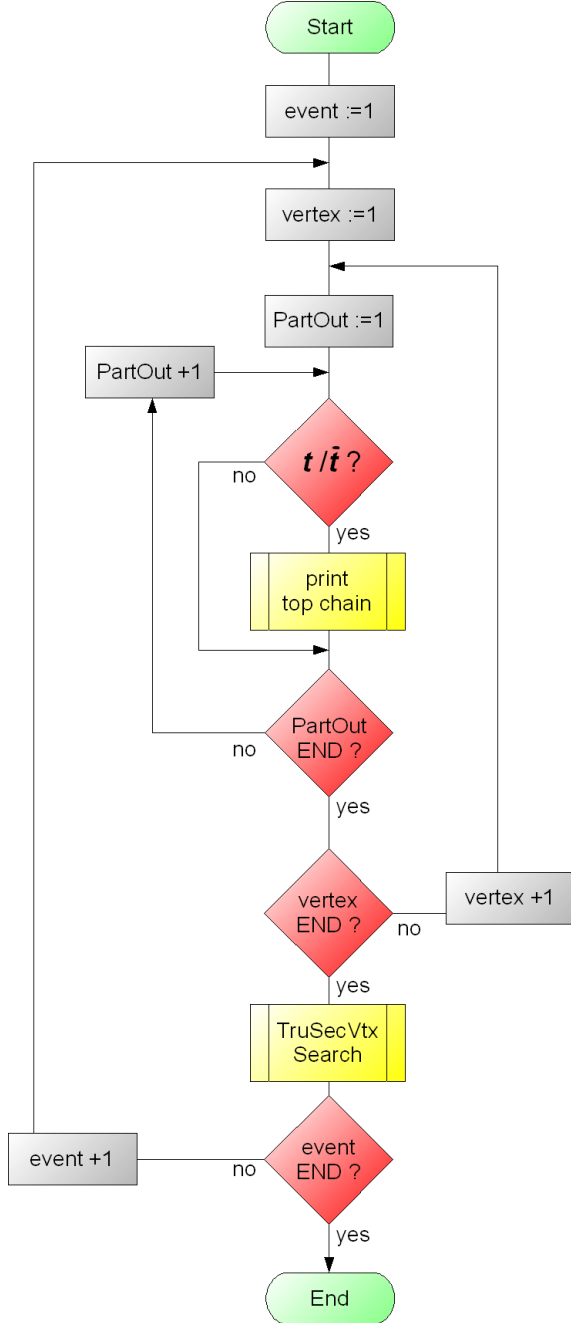 Start
event :=1
vertex :=1
PartOut :=1
PartOut +1
t / t̄ ?
no
yes
print
top chain
PartOut
END ?
no
yes
vertex
END ?
no
vertex +1
yes
TruSecVtx
Search
event
END ?
no
event +1
yes
End